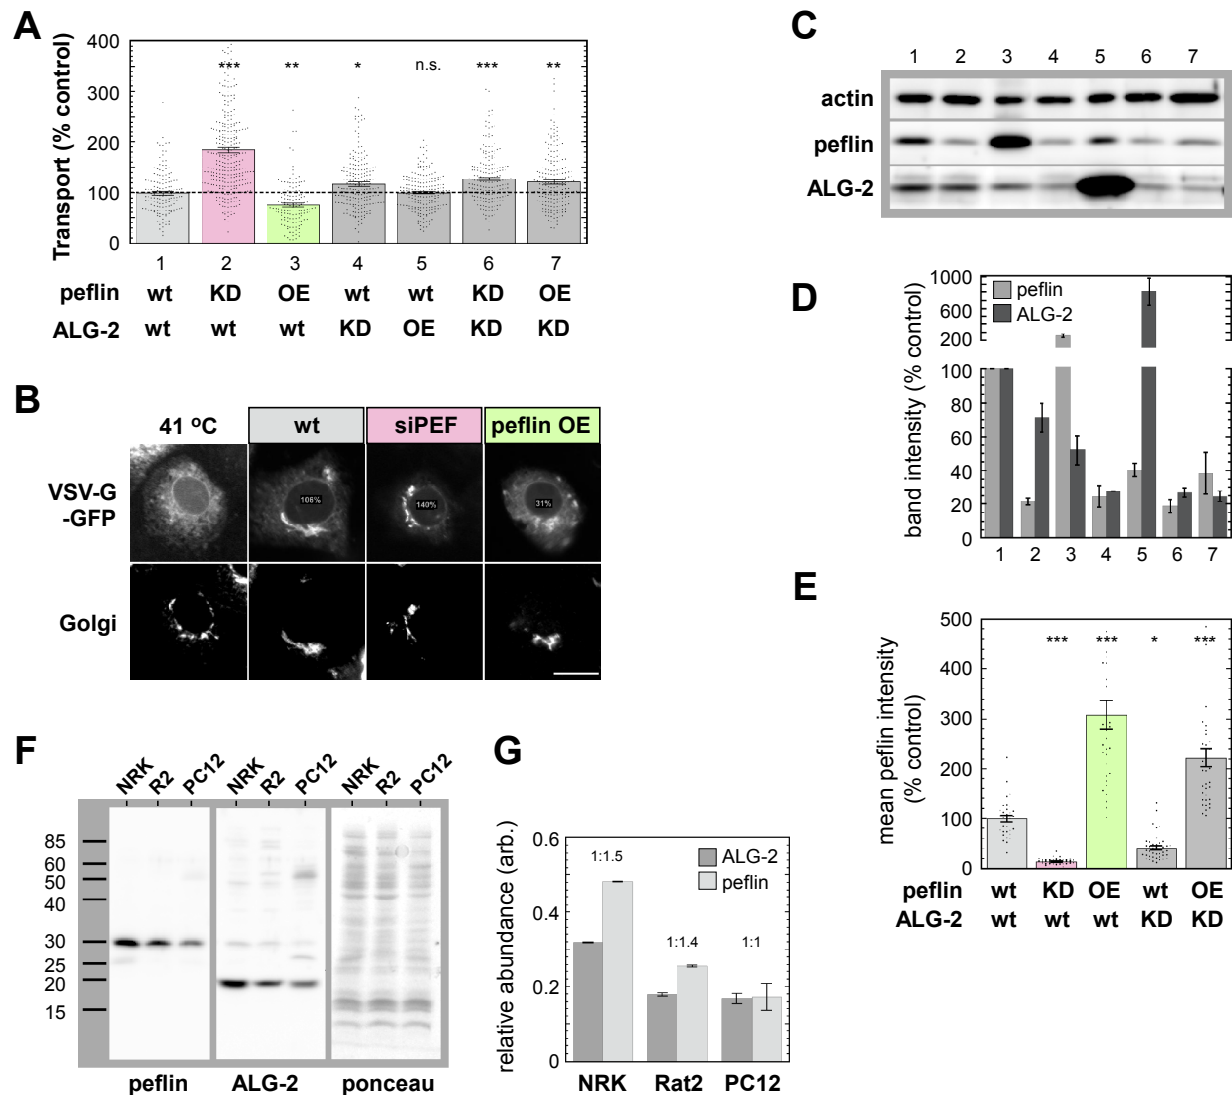 A
Transport (% control)
400
300
200
100
0
*** ** * n.s. *** **
1 2 3 4 5 6 7
peflin wt KD OE wt wt KD OE
ALG-2 wt wt wt KD OE KD KD
B
41 °C wt siPEF peflin OE
VSV-G
-GFP
106% 140% 31%
Golgi
C
1 2 3 4 5 6 7
actin
peflin
ALG-2
D
band intensity (% control)
1000
600
200
100
80
60
40
20
0
peflin
ALG-2
1 2 3 4 5 6 7
E
mean peflin intensity
(% control)
500
400
300
200
100
0
*** *** * ***
peflin wt KD OE wt OE
ALG-2 wt wt wt KD KD
F
NRK R2 PC12 NRK R2 PC12 NRK R2 PC12
85
60
50
40
30
25
20
15
peflin ALG-2 ponceau
G
relative abundance (arb.)
0.6
0.4
0.2
0
ALG-2
peflin
1:1.5
1:1.4
1:1
NRK Rat2 PC12